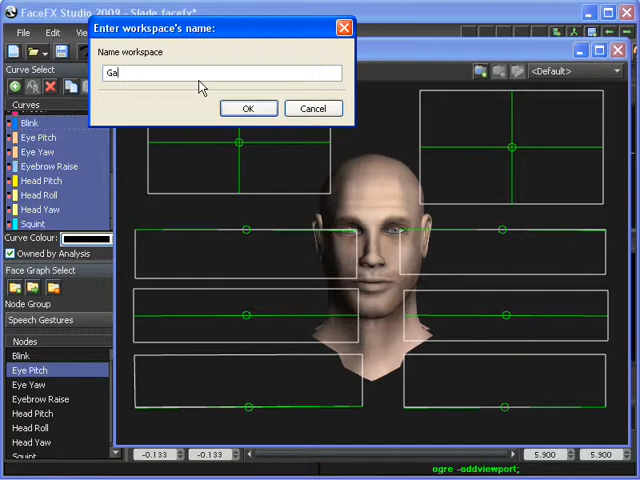 FaceFX Studio 2009 - Slade.facefx*
Enter workspace's name:
File
Curve Select
Name workspace
Ga
OK
Cancel
<Default>
Curves
Blink
Eye Pitch
Eye Yaw
Eyebrow Raise
Head Pitch
Head Roll
Head Yaw
Squint
Curve Colour:
Owned by Analysis
Face Graph Select
Node Group
Speech Gestures
Nodes
Blink
Eye Pitch
Eye Yaw
Eyebrow Raise
Head Pitch
Head Roll
Head Yaw
Squint
-0.133
-0.133
5.900
5.900
ogre -addviewport;